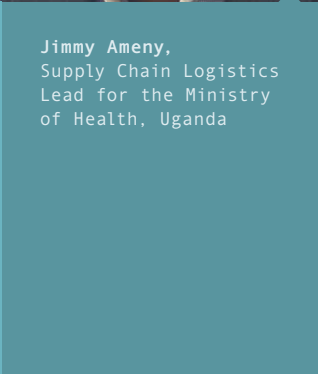 Jimmy Ameny,
Supply Chain Logistics
Lead for the Ministry
of Health, Uganda